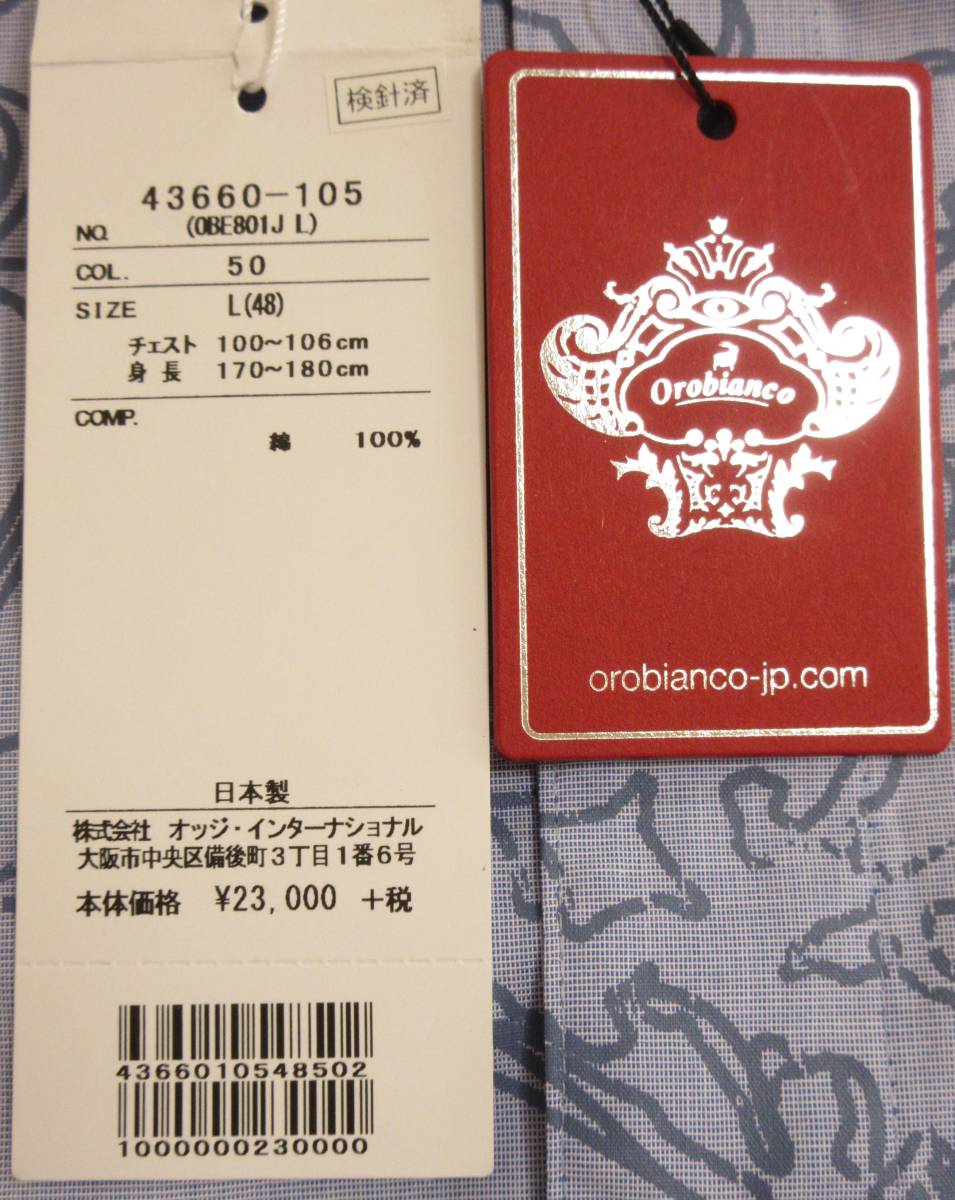 検針済
43660-105
NO. (OBE801J L)
COL. 50
SIZE L(48)
チェスト 100～106cm
身長 170～180cm
COMP.
綿 100%
日本製
株式会社 オッジ・インターナショナル
大阪市中央区備後町3丁目1番6号
本体価格 ¥23,000 +税
4366010548502
1000000230000
Orobianco
orobianco-jp.com